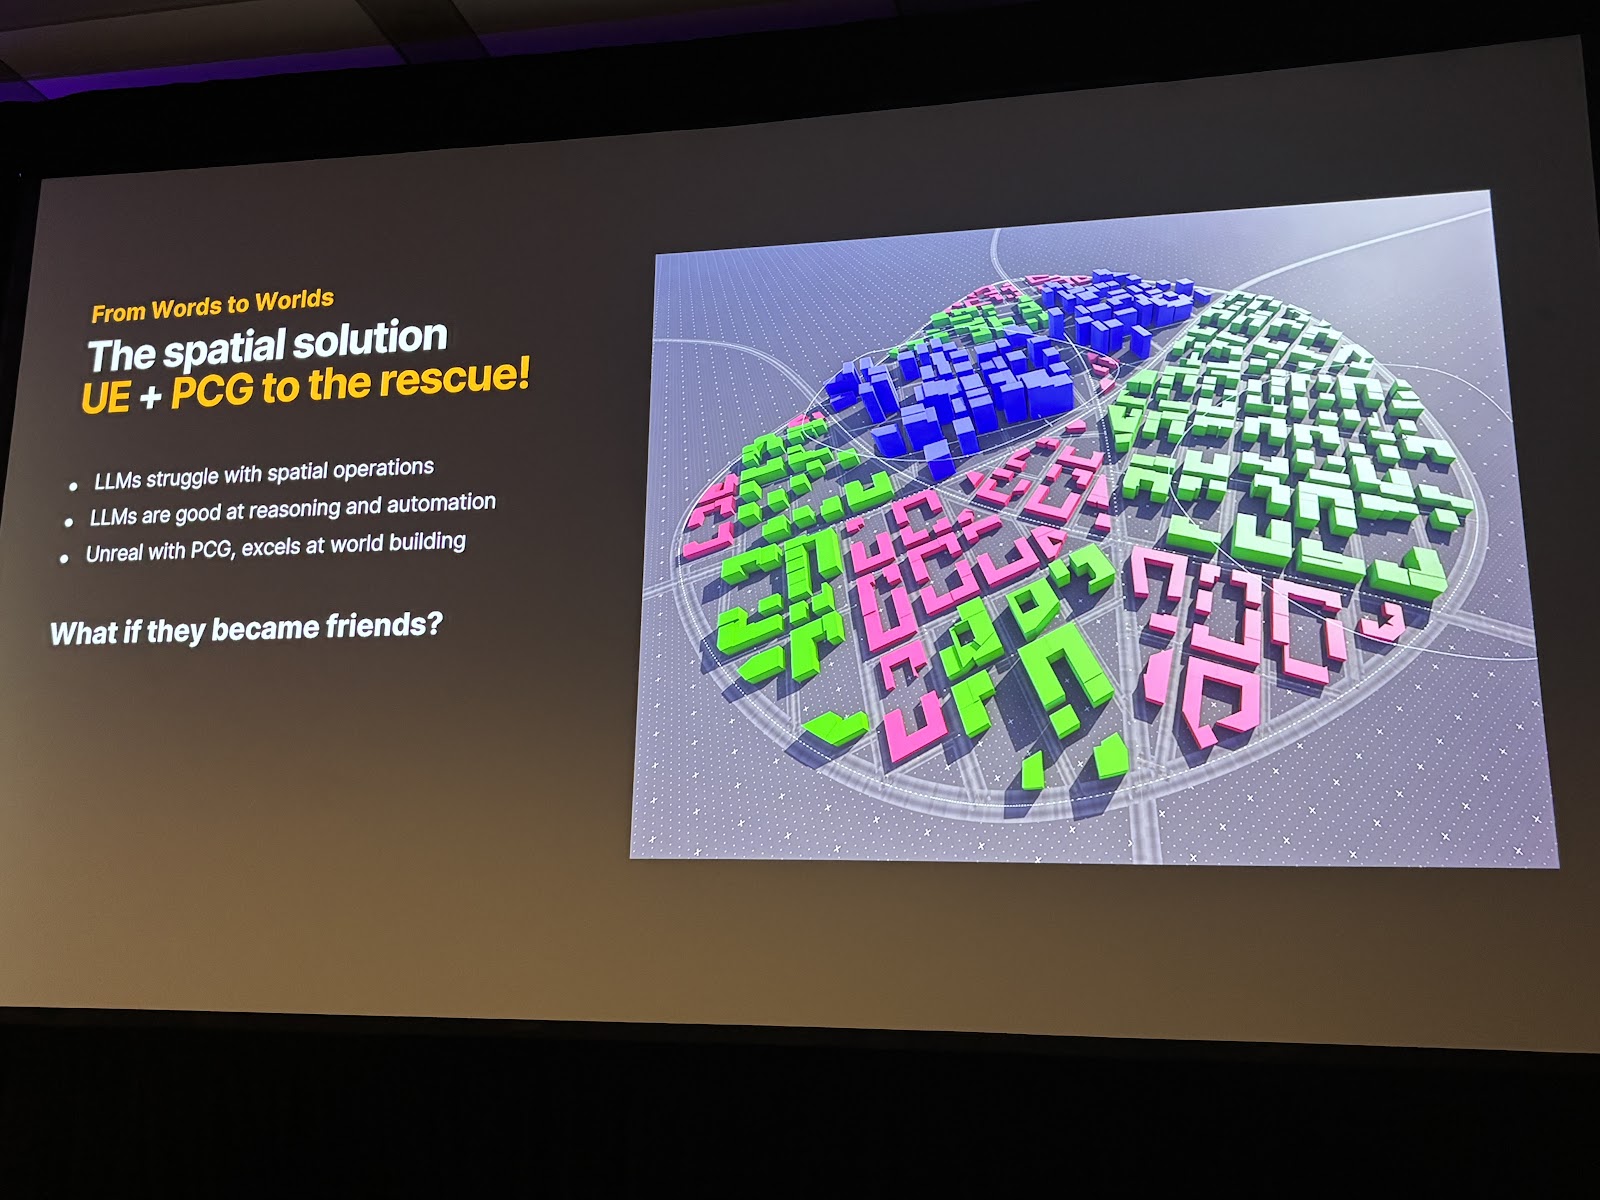 From Words to Worlds
The spatial solution
UE + PCG to the rescue!
• LLMs struggle with spatial operations
• LLMs are good at reasoning and automation
• Unreal with PCG, excels at world building
What if they became friends?